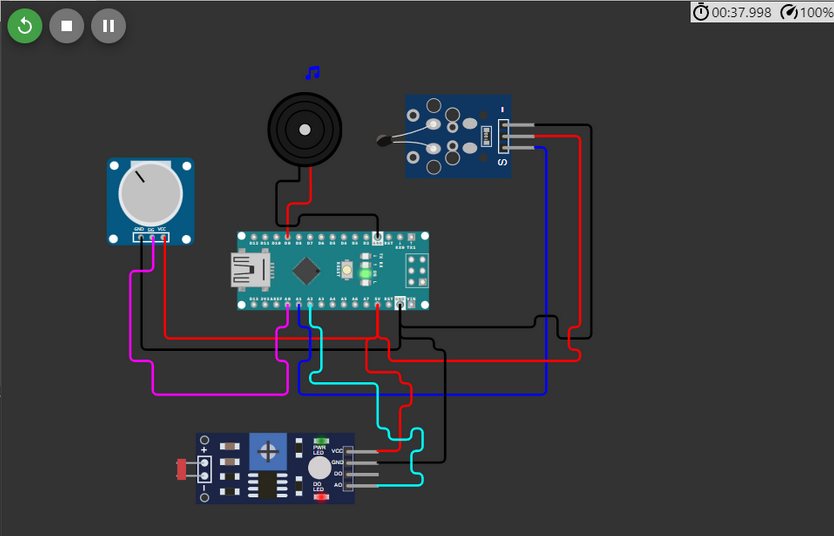 00:37.998 100%
-
S
GND SIG VCC
D12 D11 D10 D9 D8 D7 D6 D5 D4 D3 D2 GND RST RX0 TX1
RESET
D13 3V3 AREF A0 A1 A2 A3 A4 A5 A6 A7 5V RST GND VIN
+
PWR
LED
VCC
GND
DO
DO
LED
AO
-